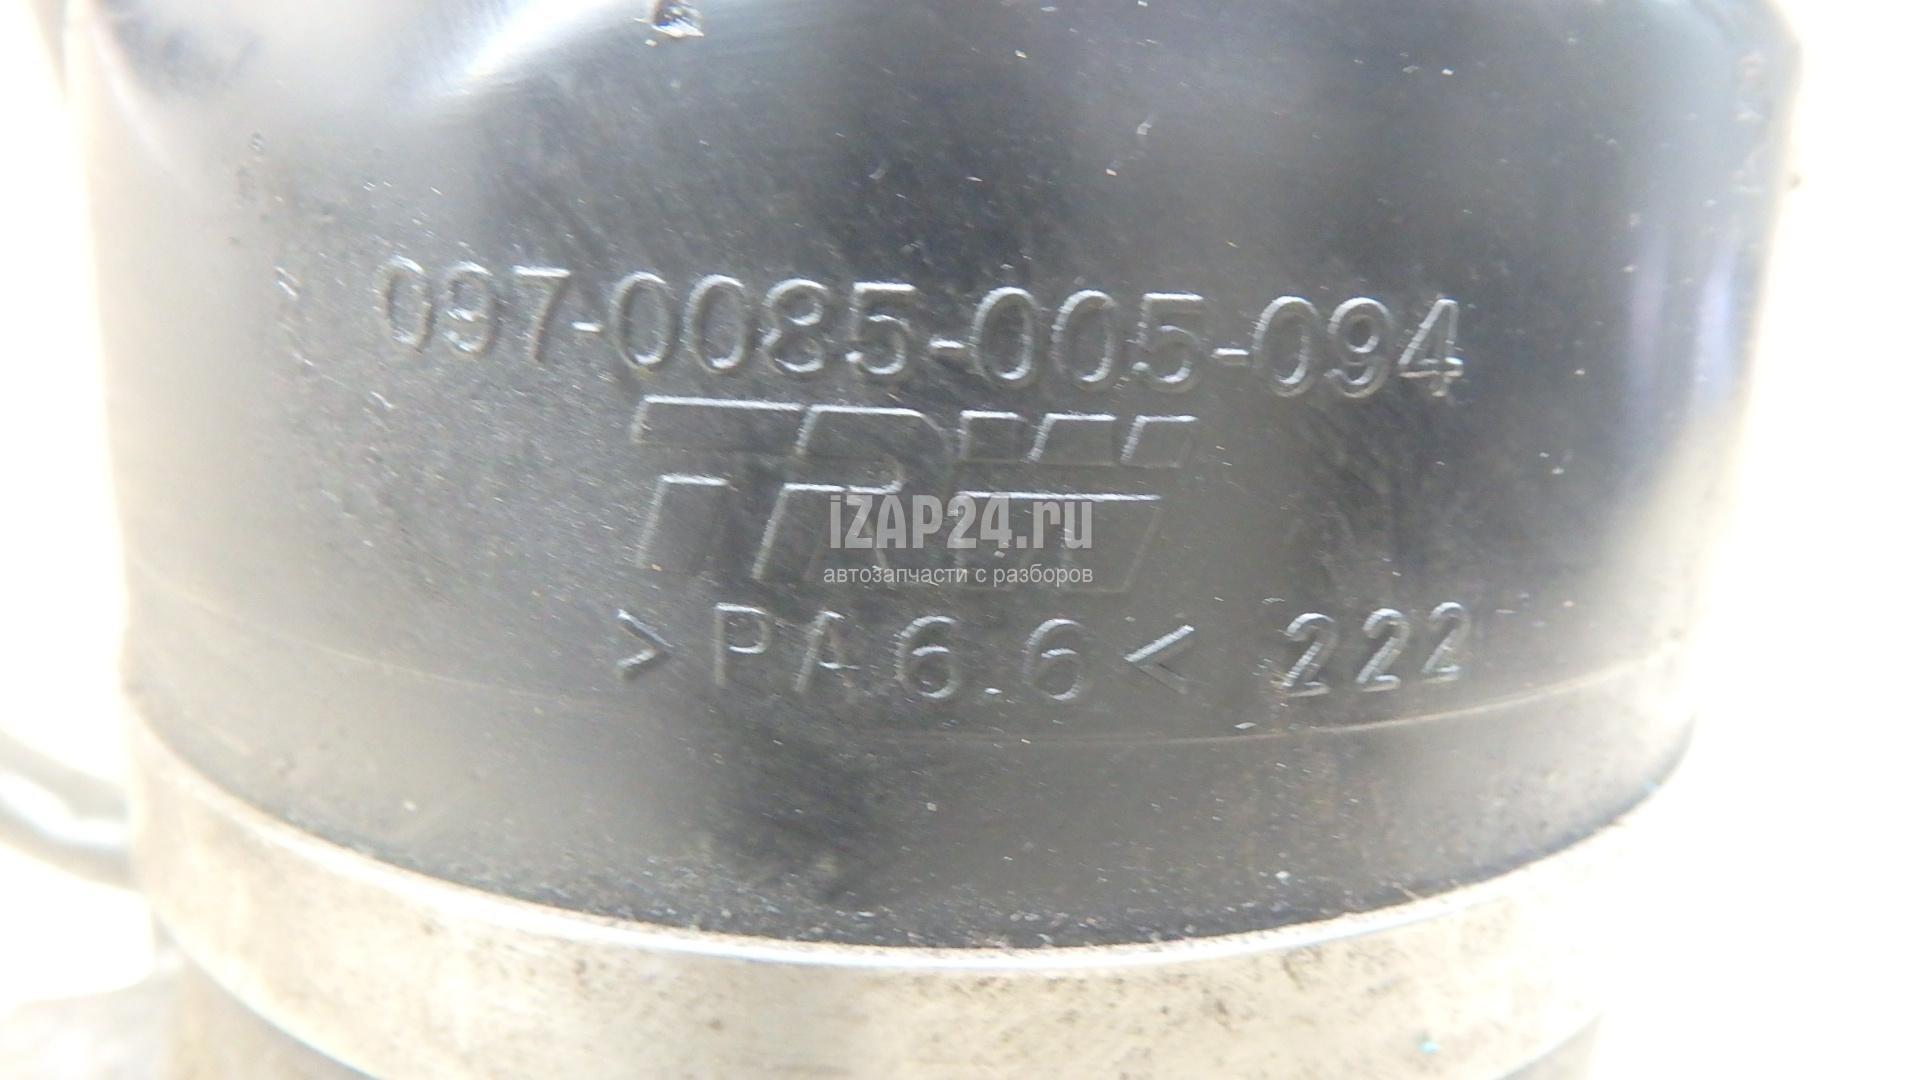 097-0085-005-094
TRW
iZAP24.ru
автозапчасти с разборов
>PA6.6< 222